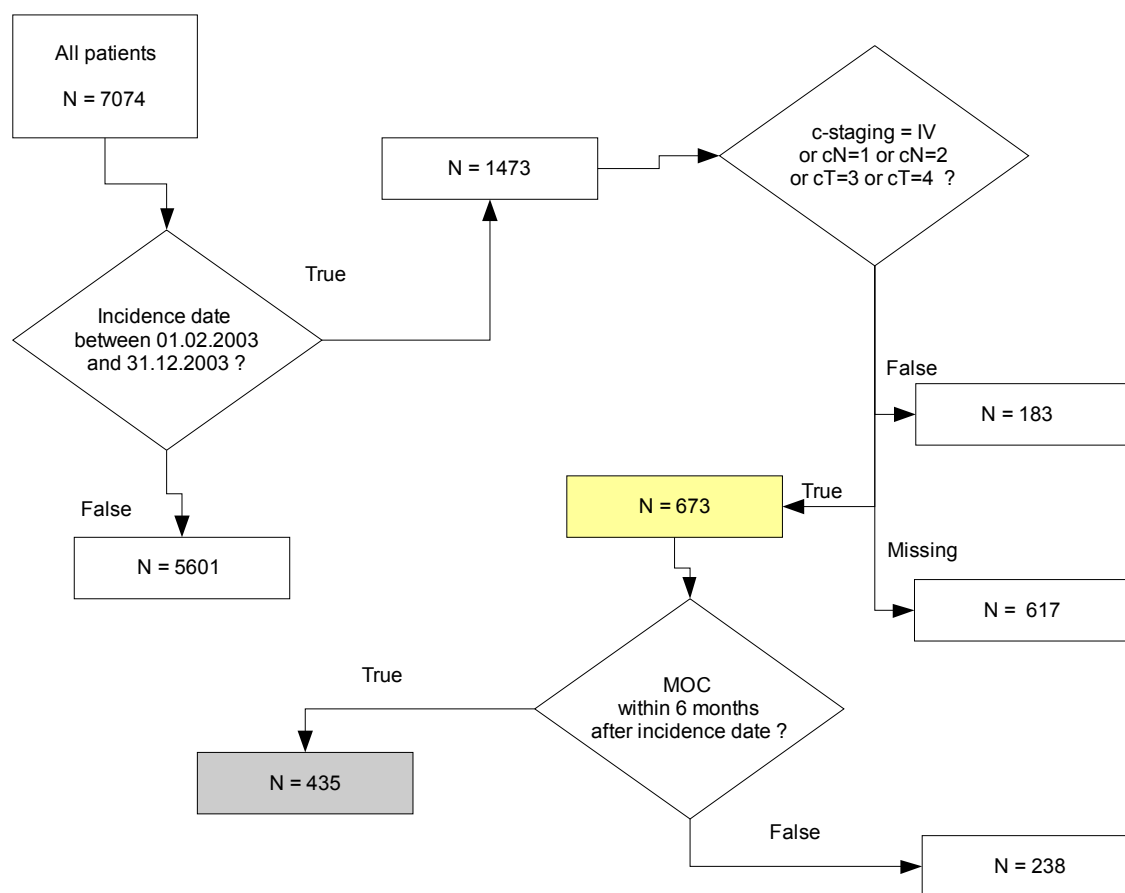 All patients
N = 7074
c-staging = IV
or cN=1 or cN=2
or cT=3 or cT=4 ?
N = 1473
True
Incidence date
between 01.02.2003
and 31.12.2003 ?
False
N = 183
True
N = 673
False
N = 5601
Missing
N = 617
True
MOC
within 6 months
after incidence date ?
N = 435
False
N = 238